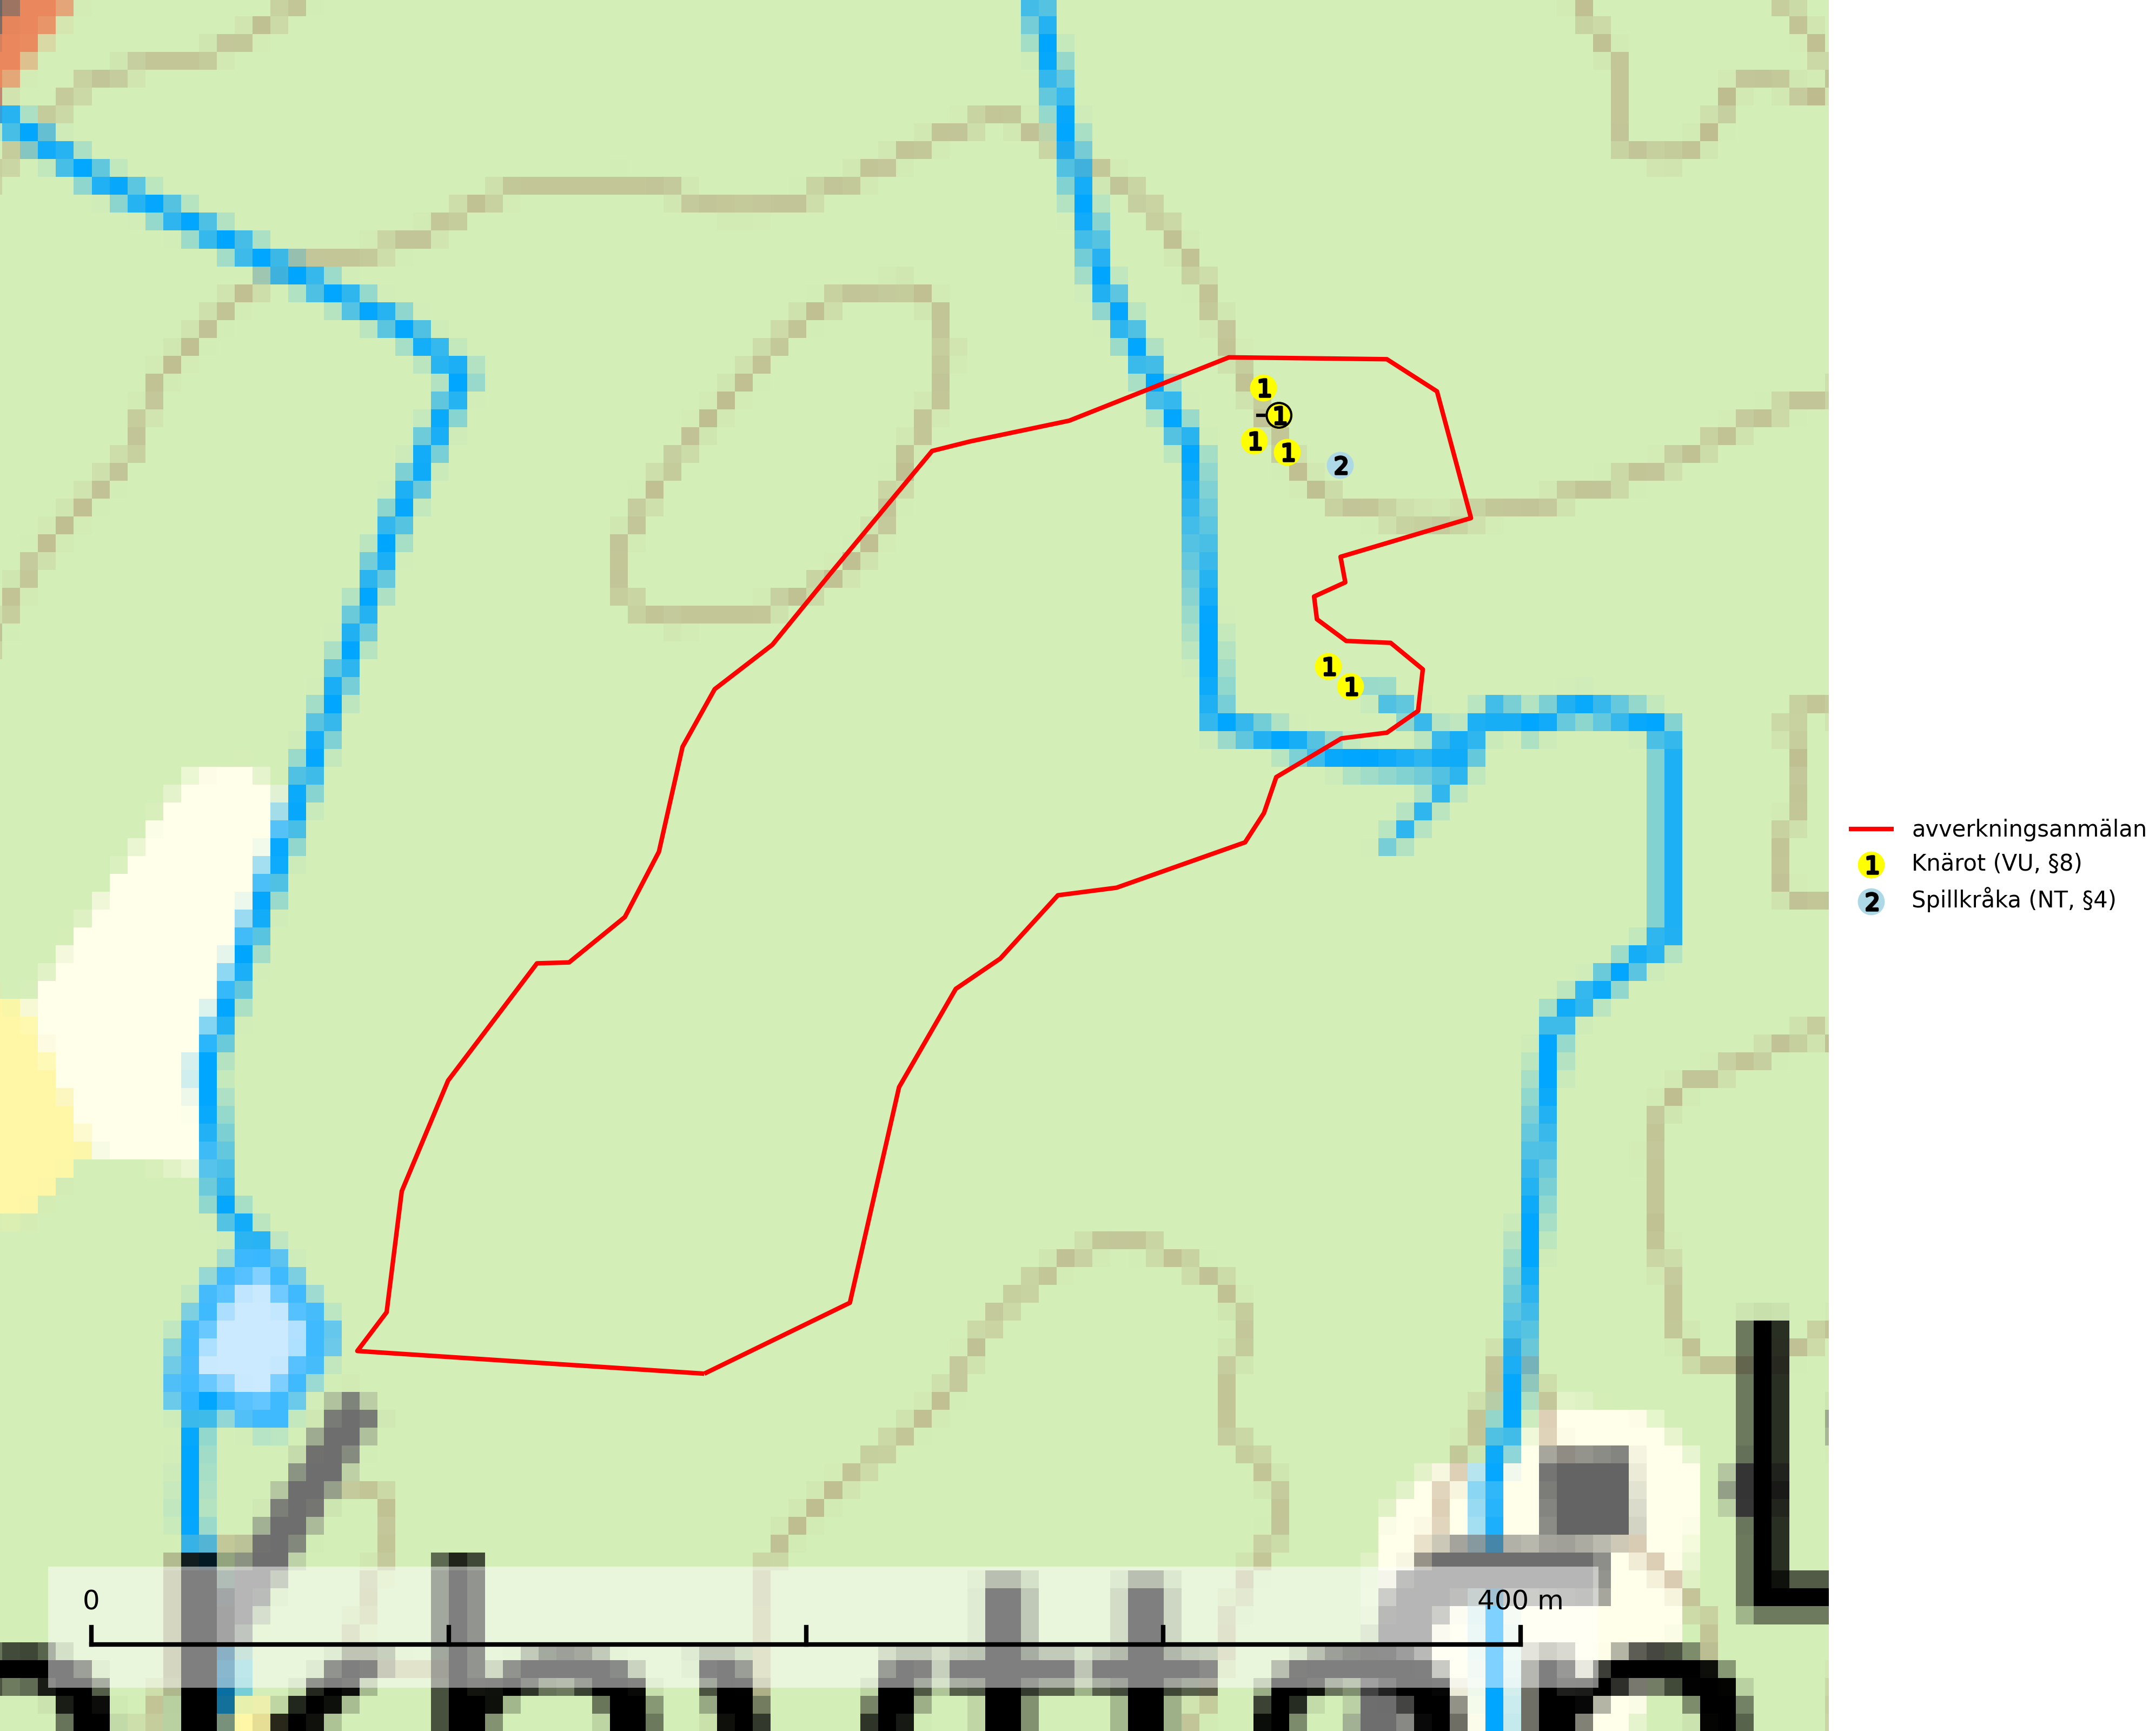 1
1
1
1
2
1
1
avverkningsanmälan
1 Knärot (VU, §8)
2 Spillkråka (NT, §4)
0 400 m